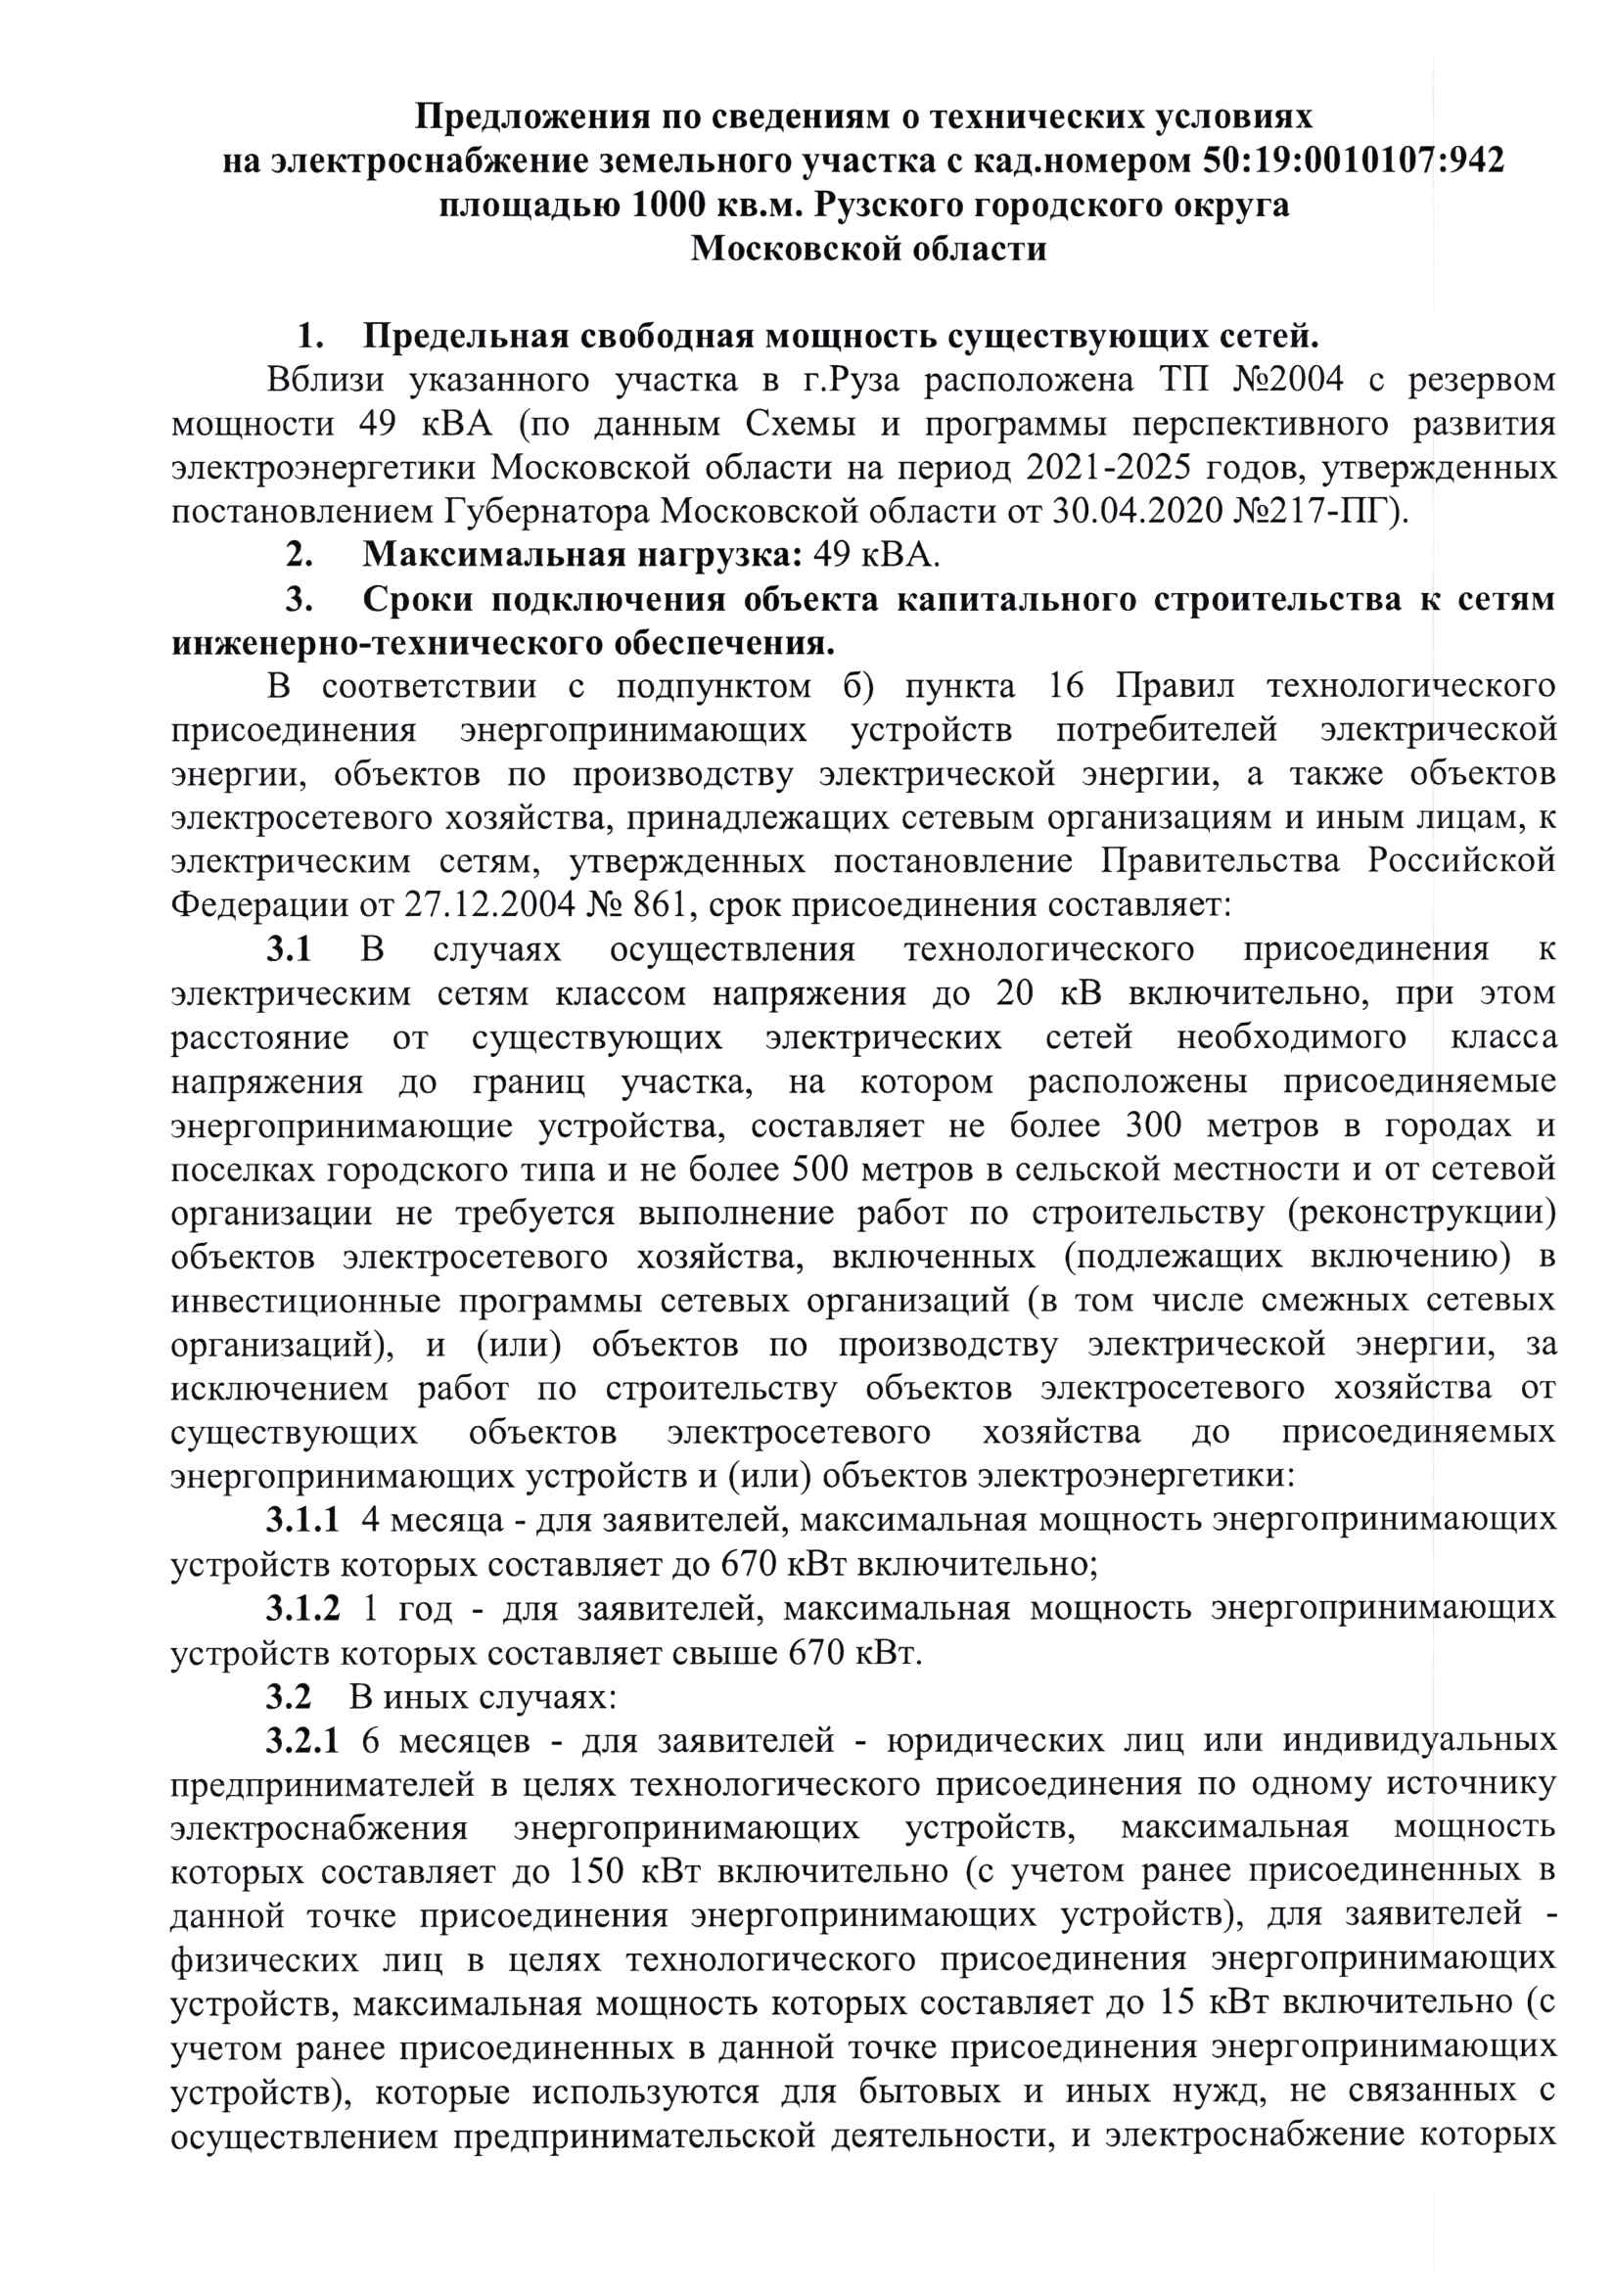 Предложения по сведениям о технических условиях
на электроснабжение земельного участка с кад.номером 50:19:0010107:942
площадью 1000 кв.м. Рузского городского округа
Московской области
1. Предельная свободная мощность существующих сетей.
Вблизи указанного участка в г.Руза расположена ТП №2004 с резервом
мощности 49 кВА (по данным Схемы и программы перспективного развития
электроэнергетики Московской области на период 2021-2025 годов, утвержденных
постановлением Губернатора Московской области от 30.04.2020 №217-ПГ).
2. Максимальная нагрузка: 49 кВА.
3. Сроки подключения объекта капитального строительства к сетям
инженерно-технического обеспечения.
В соответствии с подпунктом б) пункта 16 Правил технологического
присоединения энергопринимающих устройств потребителей электрической
энергии, объектов по производству электрической энергии, а также объектов
электросетевого хозяйства, принадлежащих сетевым организациям и иным лицам, к
электрическим сетям, утвержденных постановление Правительства Российской
Федерации от 27.12.2004 № 861, срок присоединения составляет:
3.1 В случаях осуществления технологического присоединения к
электрическим сетям классом напряжения до 20 кВ включительно, при этом
расстояние от существующих электрических сетей необходимого класса
напряжения до границ участка, на котором расположены присоединяемые
энергопринимающие устройства, составляет не более 300 метров в городах и
поселках городского типа и не более 500 метров в сельской местности и от сетевой
организации не требуется выполнение работ по строительству (реконструкции)
объектов электросетевого хозяйства, включенных (подлежащих включению) в
инвестиционные программы сетевых организаций (в том числе смежных сетевых
организаций), и (или) объектов по производству электрической энергии, за
исключением работ по строительству объектов электросетевого хозяйства от
существующих объектов электросетевого хозяйства до присоединяемых
энергопринимающих устройств и (или) объектов электроэнергетики:
3.1.1 4 месяца - для заявителей, максимальная мощность энергопринимающих
устройств которых составляет до 670 кВт включительно;
3.1.2 1 год - для заявителей, максимальная мощность энергопринимающих
устройств которых составляет свыше 670 кВт.
3.2 В иных случаях:
3.2.1 6 месяцев - для заявителей - юридических лиц или индивидуальных
предпринимателей в целях технологического присоединения по одному источнику
электроснабжения энергопринимающих устройств, максимальная мощность
которых составляет до 150 кВт включительно (с учетом ранее присоединенных в
данной точке присоединения энергопринимающих устройств), для заявителей -
физических лиц в целях технологического присоединения энергопринимающих
устройств, максимальная мощность которых составляет до 15 кВт включительно (с
учетом ранее присоединенных в данной точке присоединения энергопринимающих
устройств), которые используются для бытовых и иных нужд, не связанных с
осуществлением предпринимательской деятельности, и электроснабжение которых